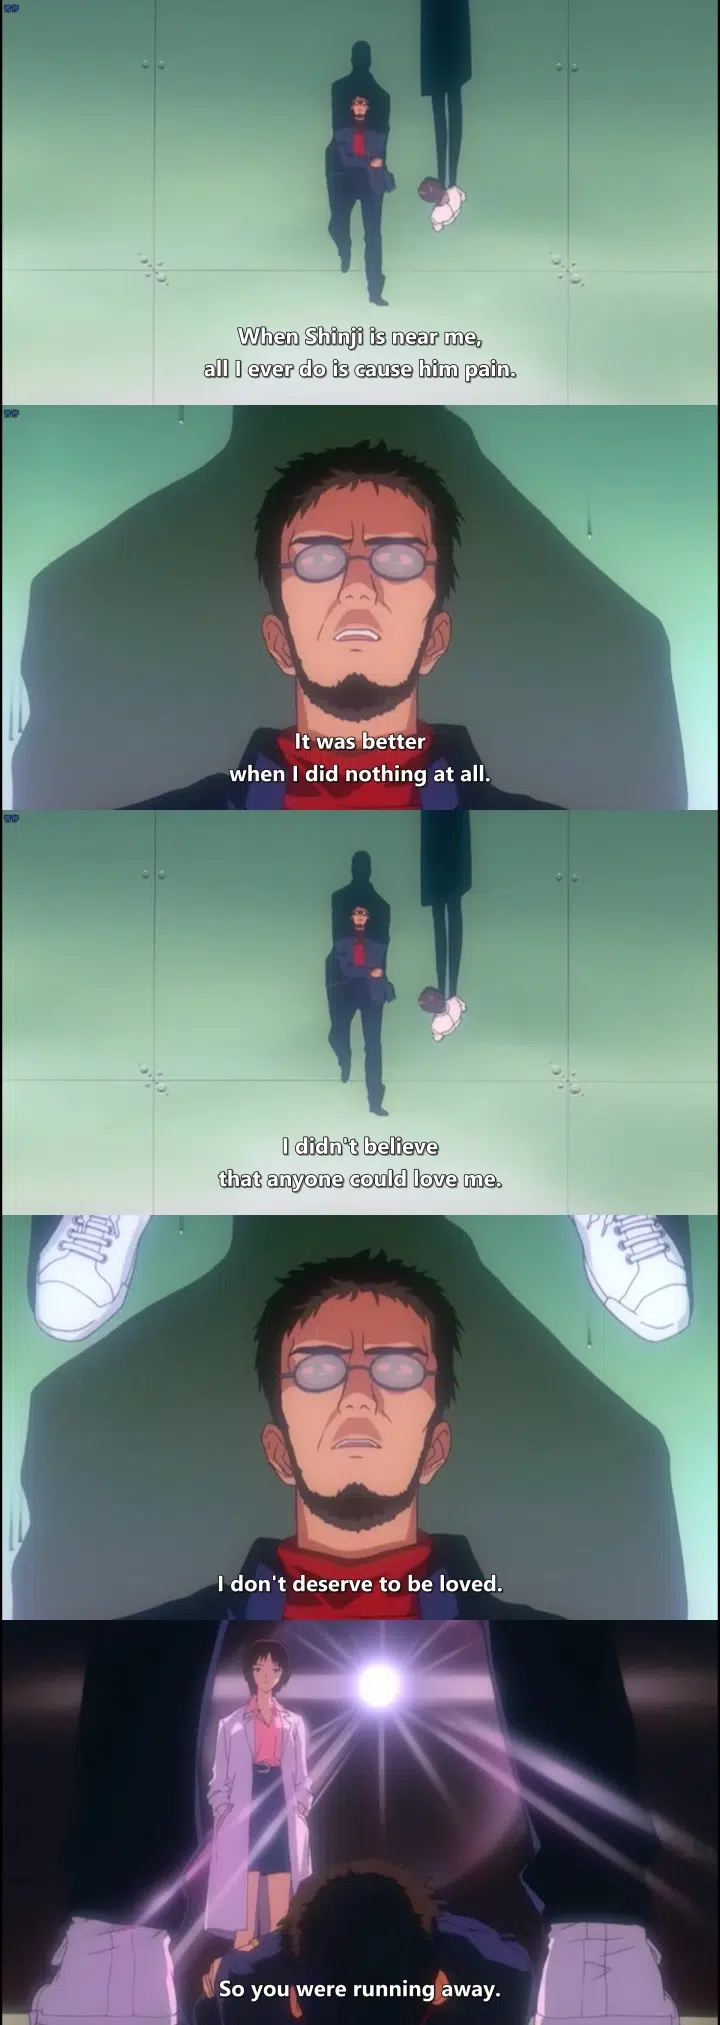 When Shinji is near me,
all I ever do is cause him pain.
It was better
when I did nothing at all.
I didn't believe
that anyone could love me.
I don't deserve to be loved.
So you were running away.